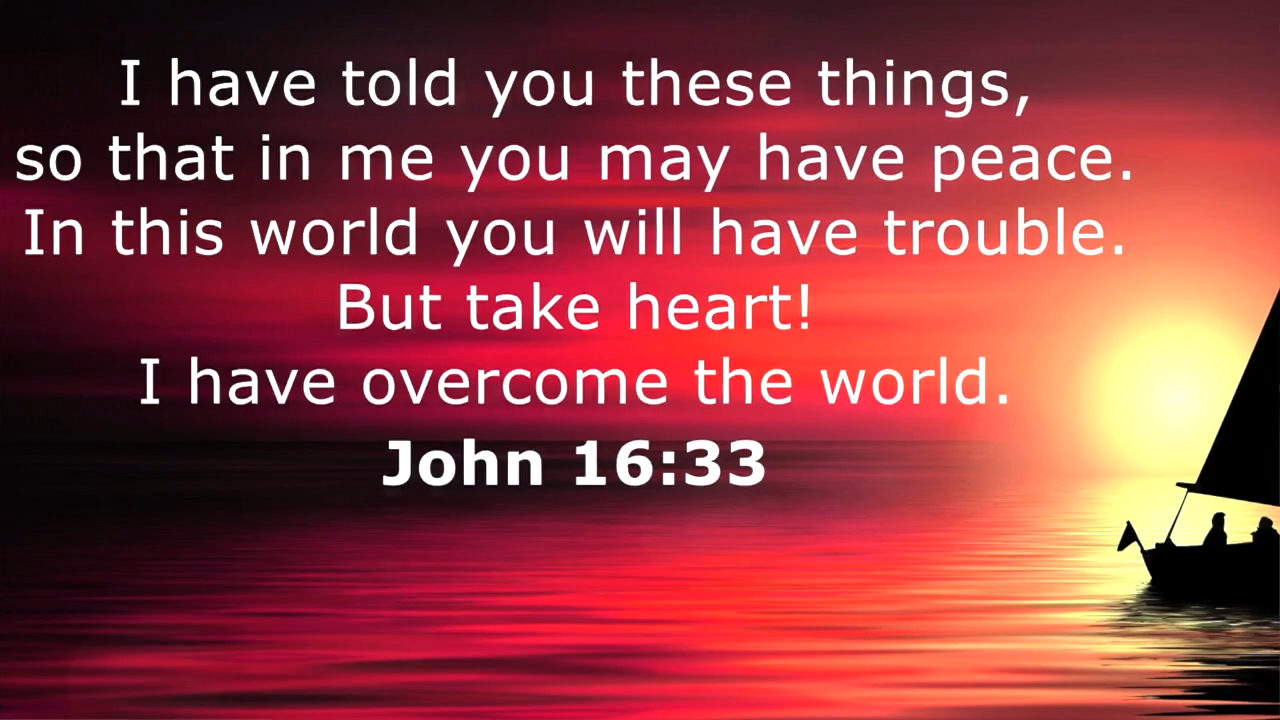 I have told you these things,
so that in me you may have peace.
In this world you will have trouble.
But take heart!
I have overcome the world.
John 16:33